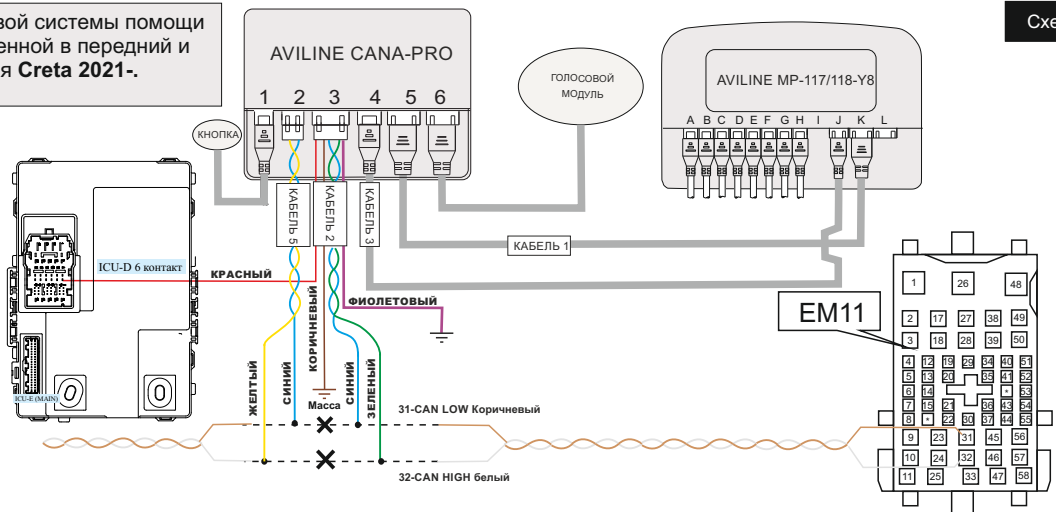 вой системы помощи
енной в передний и
я Creta 2021-.
Схе
AVILINE CANA-PRO
1 2 3 4 5 6
КНОПКА
ГОЛОСОВОЙ
МОДУЛЬ
AVILINE MP-117/118-Y8
A B C D E F G H I J K L
КАБЕЛЬ 5
КАБЕЛЬ 2
КАБЕЛЬ 3
КАБЕЛЬ 1
ICU-D 6 контакт
КРАСНЫЙ
КОРИЧНЕВЫЙ
ФИОЛЕТОВЫЙ
ЖЕЛТЫЙ
СИНИЙ
Масса
СИНИЙ
ЗЕЛЕНЫЙ
ICU-E (MAIN)
31-CAN LOW Коричневый
32-CAN HIGH белый
EM11
1 26 48
2 17 27 38 49
3 18 28 39 50
4 12 19 29 34 40 51
5 13 20 35 41 52
6 14 * 53
7 15 21 36 43 54
8 * 22 30 37 44 55
9 23 31 45 56
10 24 32 46 57
11 25 33 47 58